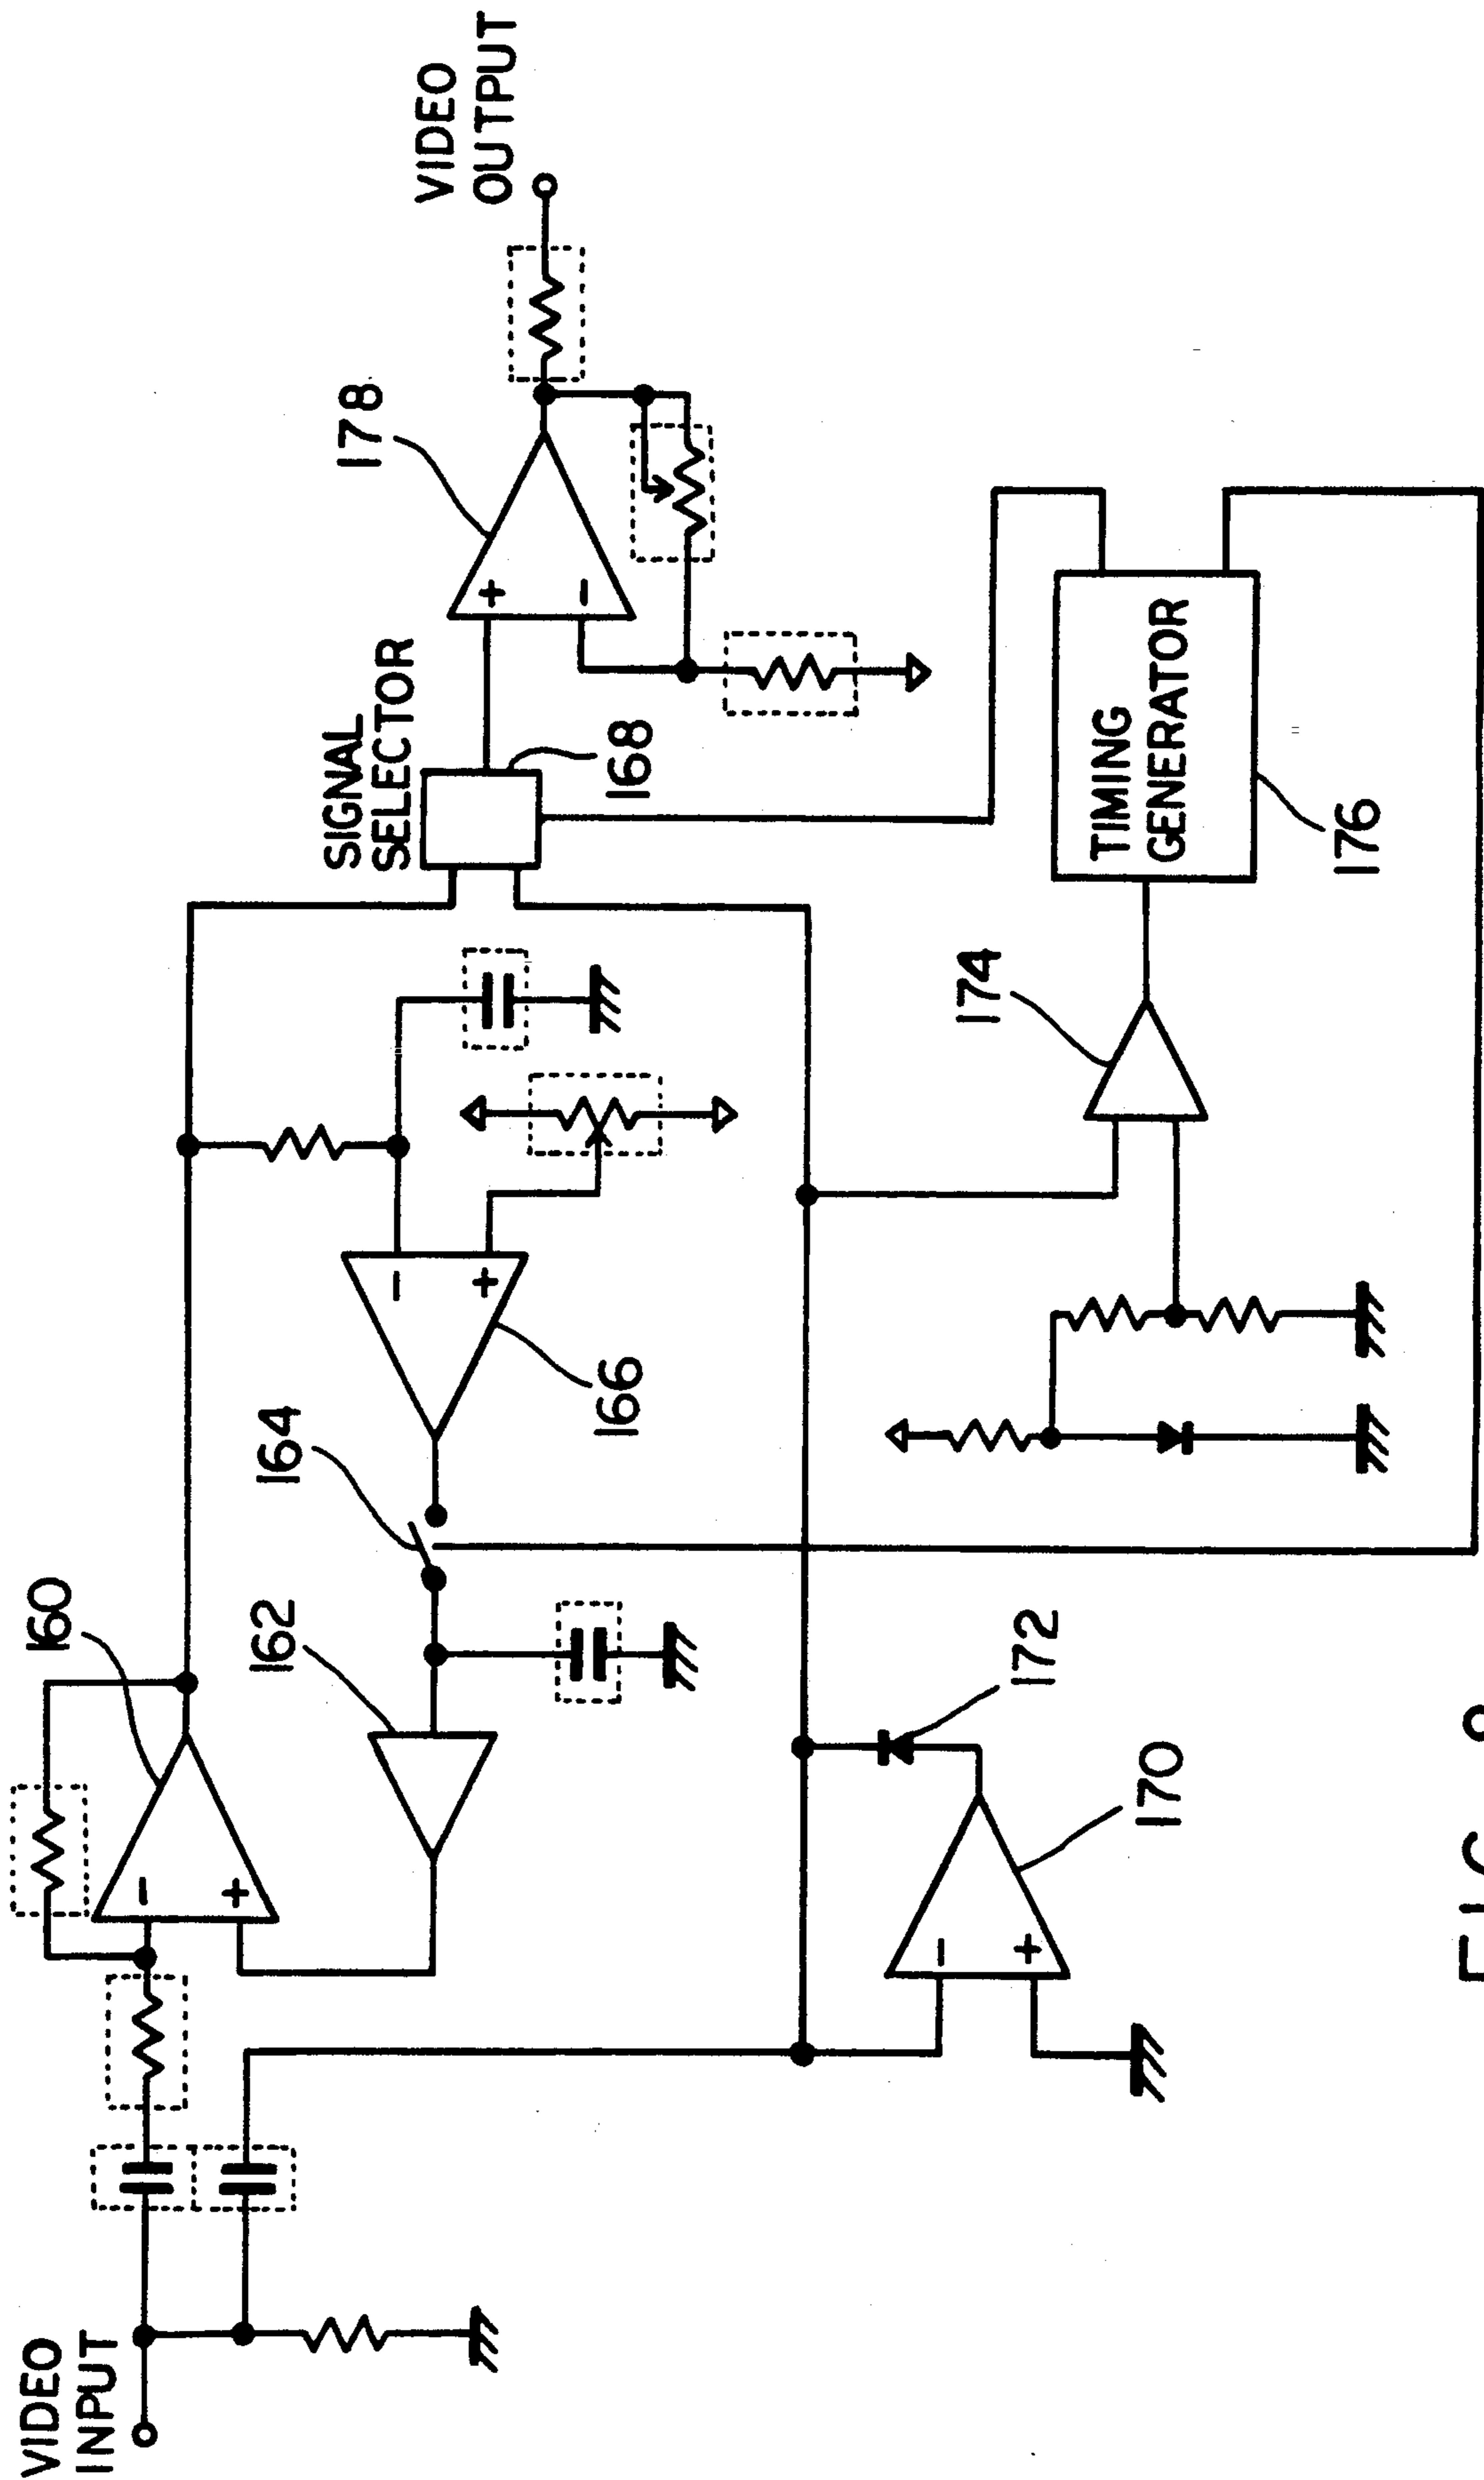 VIDEO
INPUT
160
162
164
166
SIGNAL
SELECTOR
168
178
VIDEO
OUTPUT
170
172
174
TIMING
GENERATOR
176